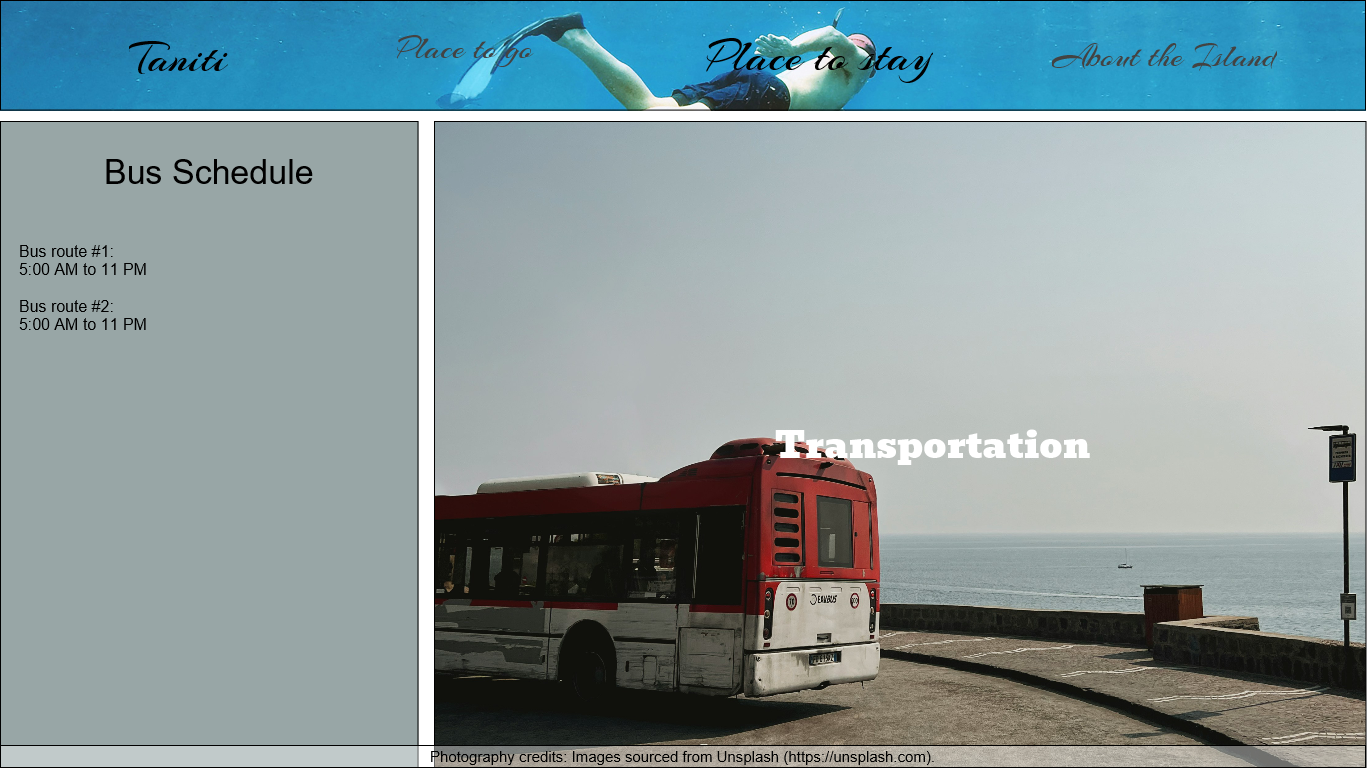 Taniti
Place to go
Place to stay
About the Island
Bus Schedule
Bus route #1:
5:00 AM to 11 PM
Bus route #2:
5:00 AM to 11 PM
Transportation
EAVBUS
Photography credits: Images sourced from Unsplash (https://unsplash.com).